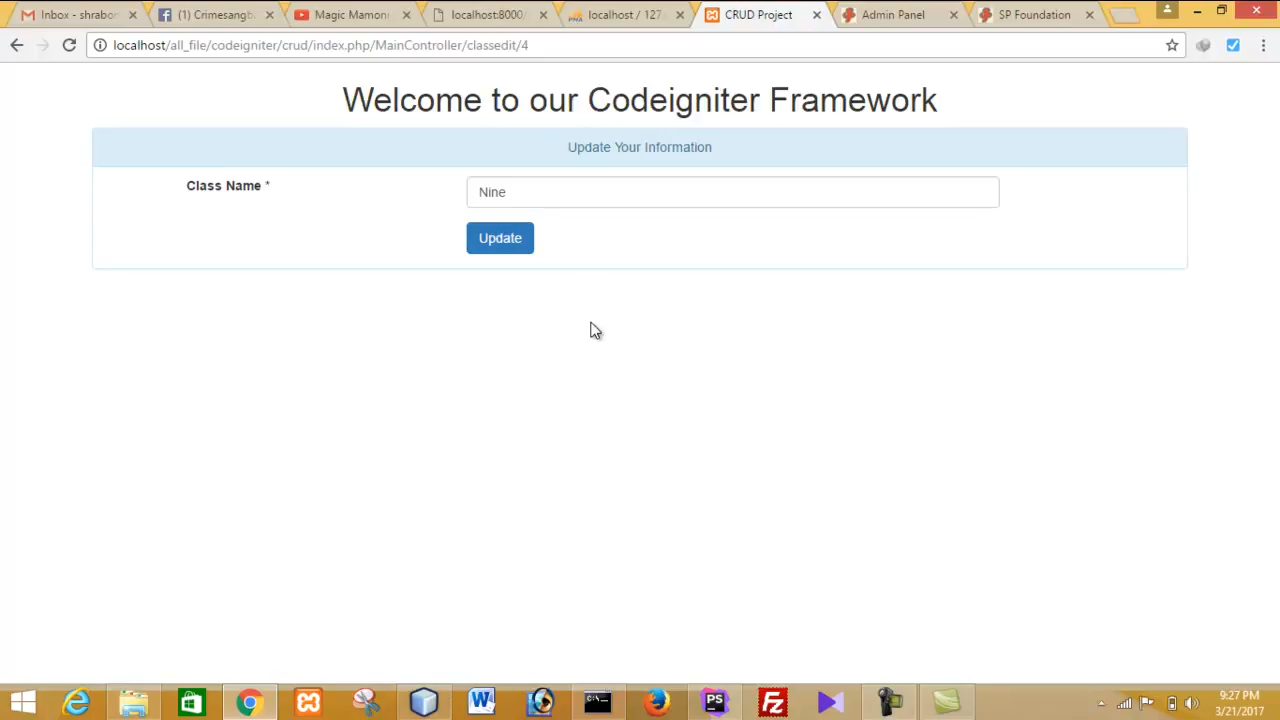 Inbox - shrabor
(1) Crimesangb
Magic Mamoni
localhost:8000/
localhost / 127
CRUD Project
Admin Panel
SP Foundation
localhost/all_file/codeigniter/crud/index.php/MainController/classedit/4
Welcome to our Codeigniter Framework
Update Your Information
Class Name *
Nine
Update
9:27 PM
3/21/2017